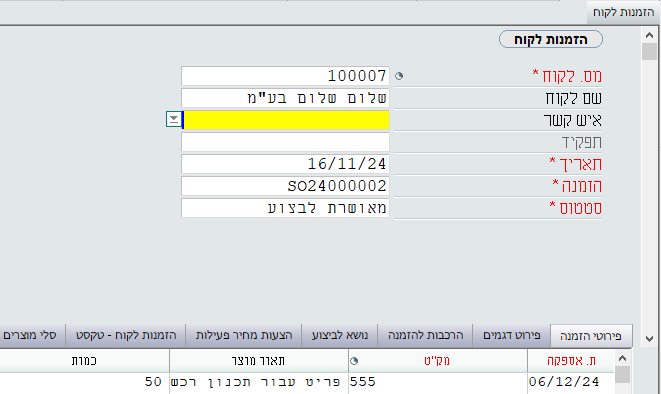 הזמנות לקוח
הזמנות לקוח
מס. לקוח * 100007
שם לקוח שלום שלום בע"מ
איש קשר
תפקיד
תאריך * 16/11/24
הזמנה * SO24000002
סטטוס * מאושרת לבצוע
פירוטי הזמנה פירוט דגמים הרכבות להזמנה נושא לביצוע הצעות מחיר פעילות הזמנות לקוח - טקסט סלי מוצרים
ת. אספקה מק"ט תאור מוצר כמות
06/12/24 555 פריט עבור תכנון רכש 50